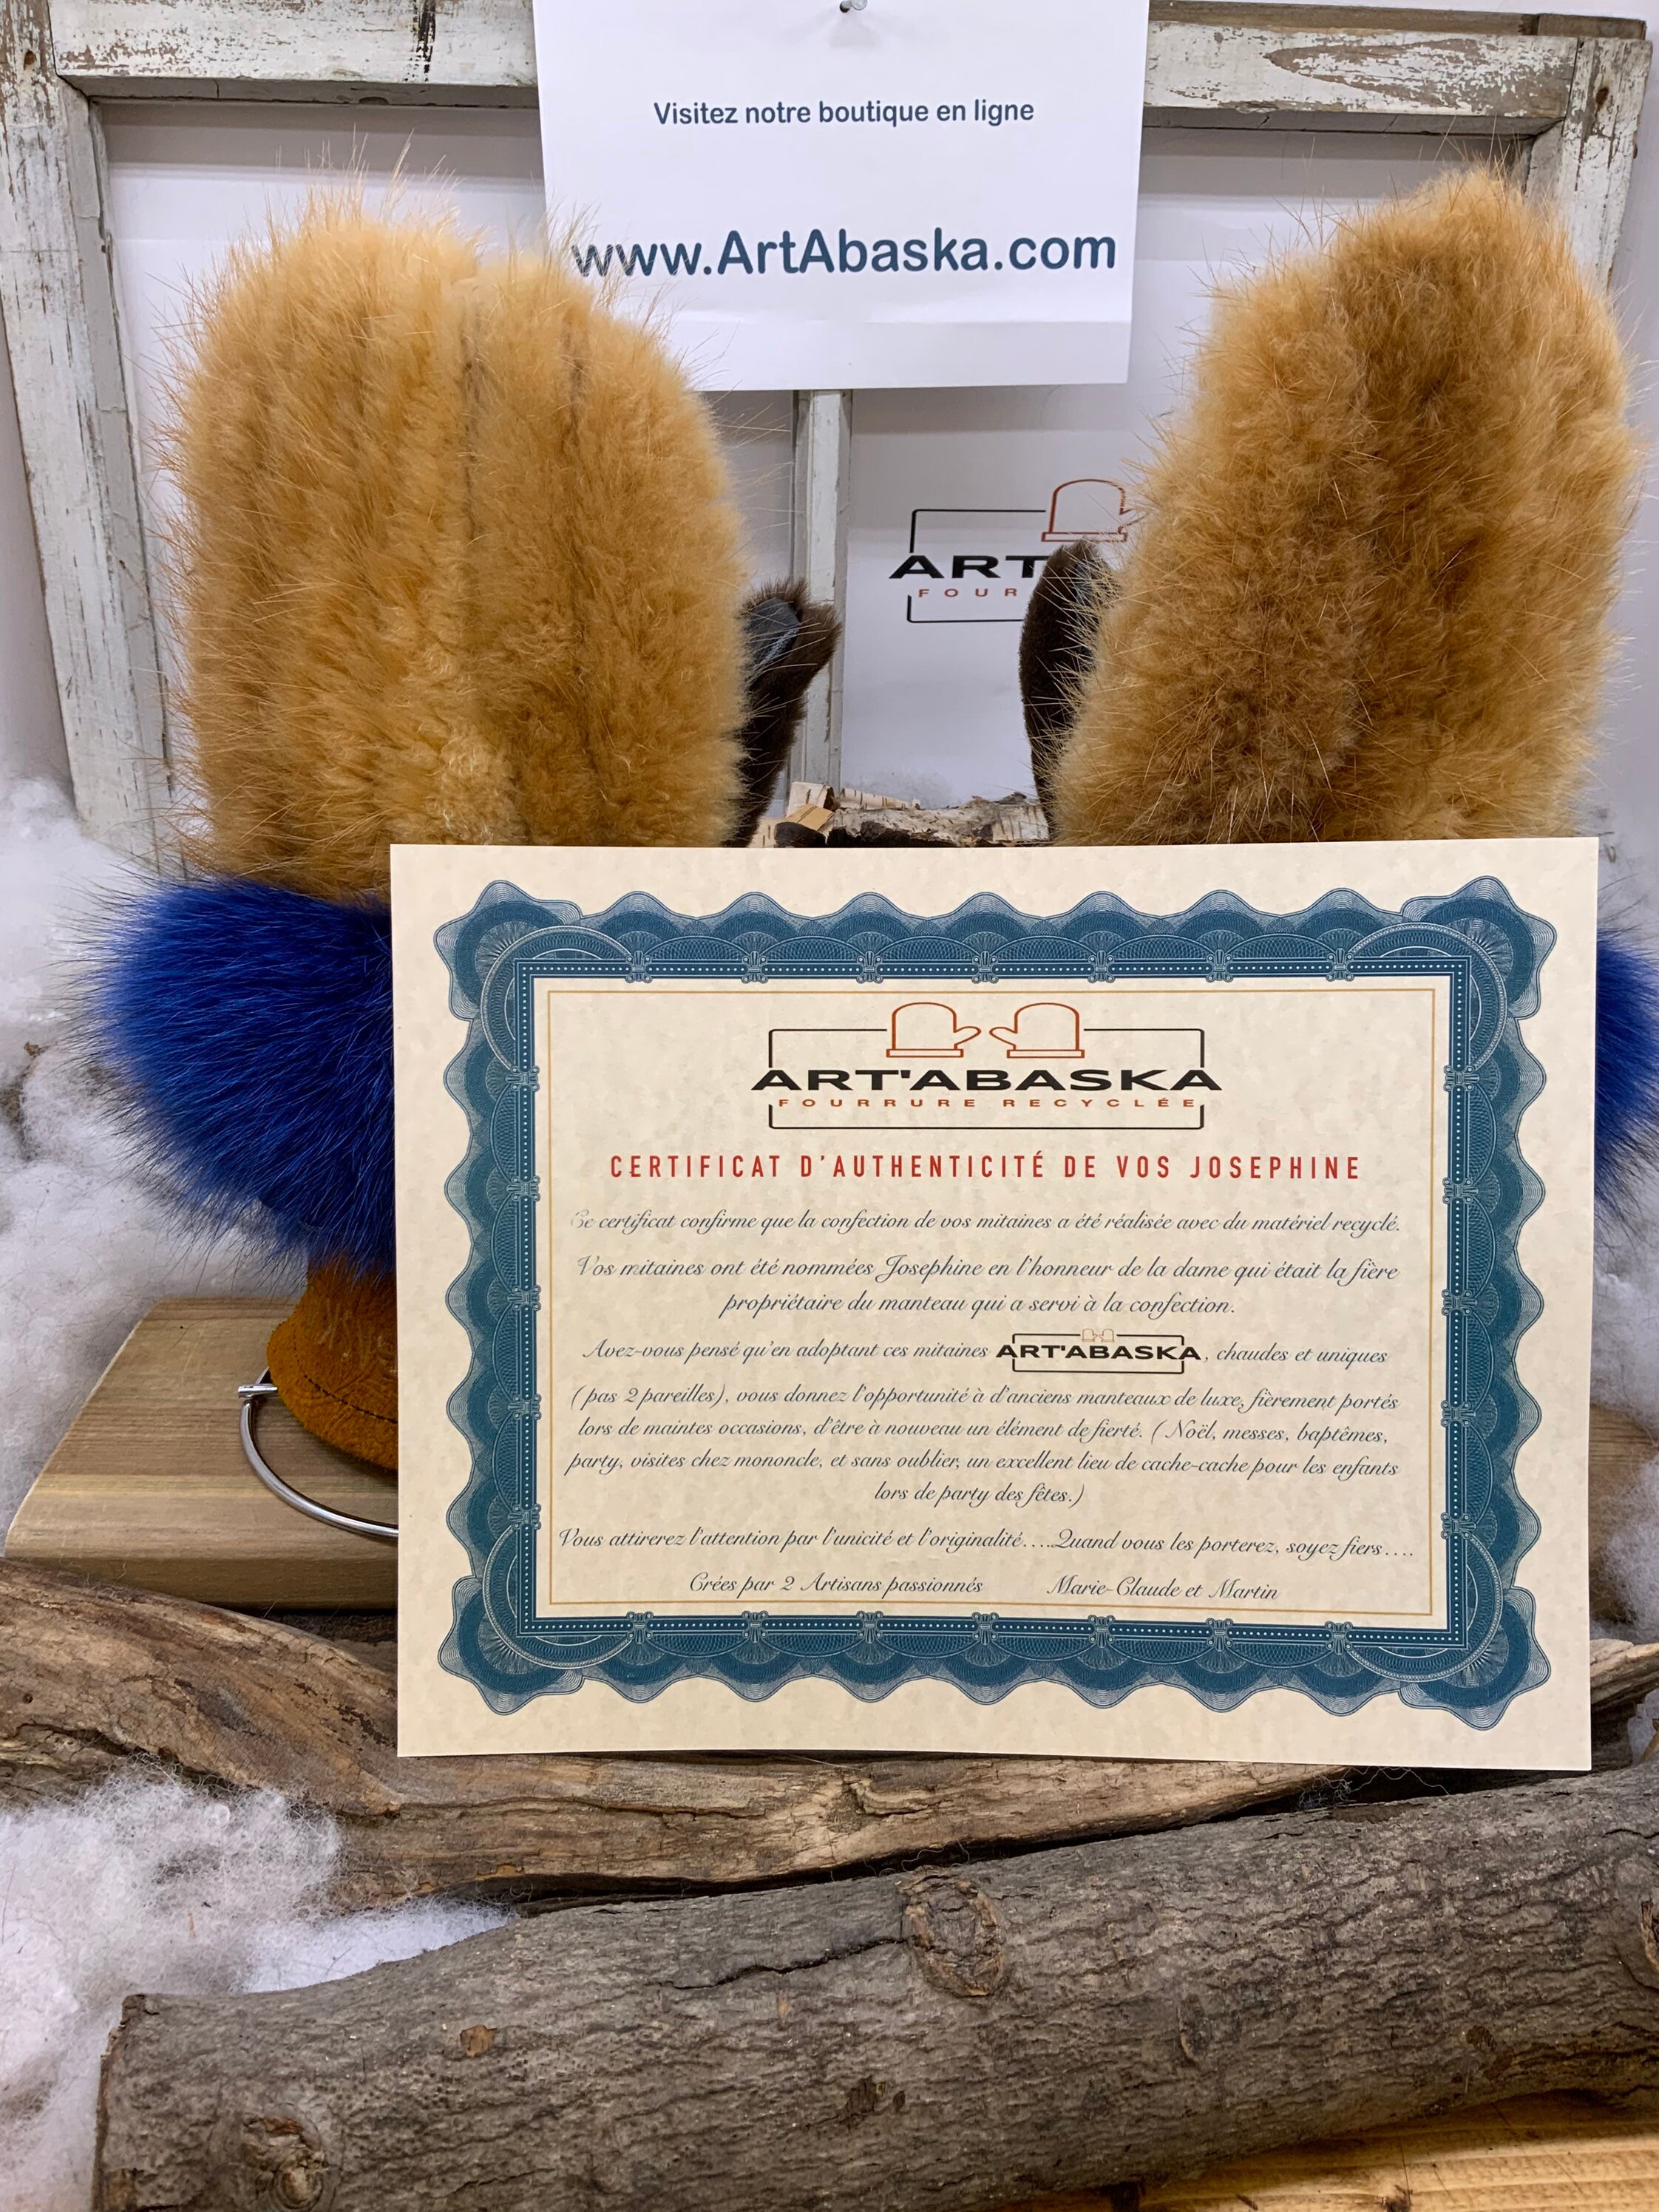 Visitez notre boutique en ligne
www.ArtAbaska.com
ART
FOUR
ART'ABASKA
FOURRURE RECYCLÉE
CERTIFICAT D'AUTHENTICITÉ DE VOS JOSEPHINE
Ce certificat confirme que la confection de vos mitaines a été réalisée avec du matériel recyclé.
Vos mitaines ont été nommées Josephine en l'honneur de la dame qui était la fière
propriétaire du manteau qui a servi à la confection.
Avez-vous pensé qu'en adoptant ces mitaines ART'ABASKA, chaudes et uniques
(pas 2 pareilles), vous donnez l'opportunité à d'anciens manteaux de luxe, fièrement portés
lors de maintes occasions, d'être à nouveau un élément de fierté. (Noël, messes, baptêmes,
party, visites chez mononcle, et sans oublier, un excellent lieu de cache-cache pour les enfants
lors de party des fêtes.)
Vous attirerez l'attention par l'unicité et l'originalité.....Quand vous les porterez, soyez fiers....
Crées par 2 Artisans passionnés Marie-Claude et Martin